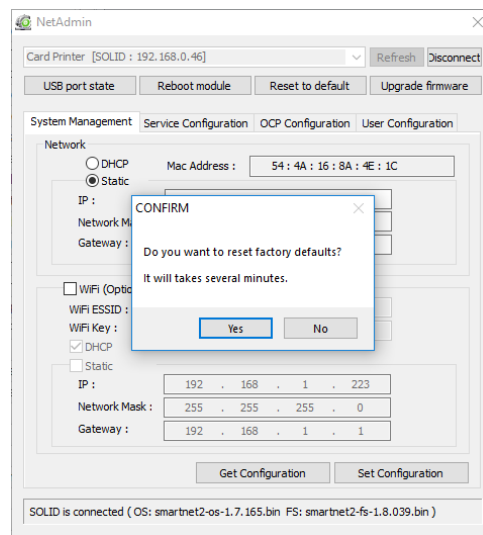 NetAdmin
Card Printer [SOLID : 192.168.0.46] Refresh Disconnect
USB port state Reboot module Reset to default Upgrade firmware
System Management Service Configuration OCP Configuration User Configuration
Network
DHCP Mac Address : 54 : 4A : 16 : 8A : 4E : 1C
Static
IP :
Network Ma
Gateway :
CONFIRM
Do you want to reset factory defaults?
It will takes several minutes.
Yes No
WiFi (Optio
WiFi ESSID :
WiFi Key :
DHCP
Static
IP : 192 . 168 . 1 . 223
Network Mask : 255 . 255 . 255 . 0
Gateway : 192 . 168 . 1 . 1
Get Configuration Set Configuration
SOLID is connected ( OS: smartnet2-os-1.7.165.bin FS: smartnet2-fs-1.8.039.bin )